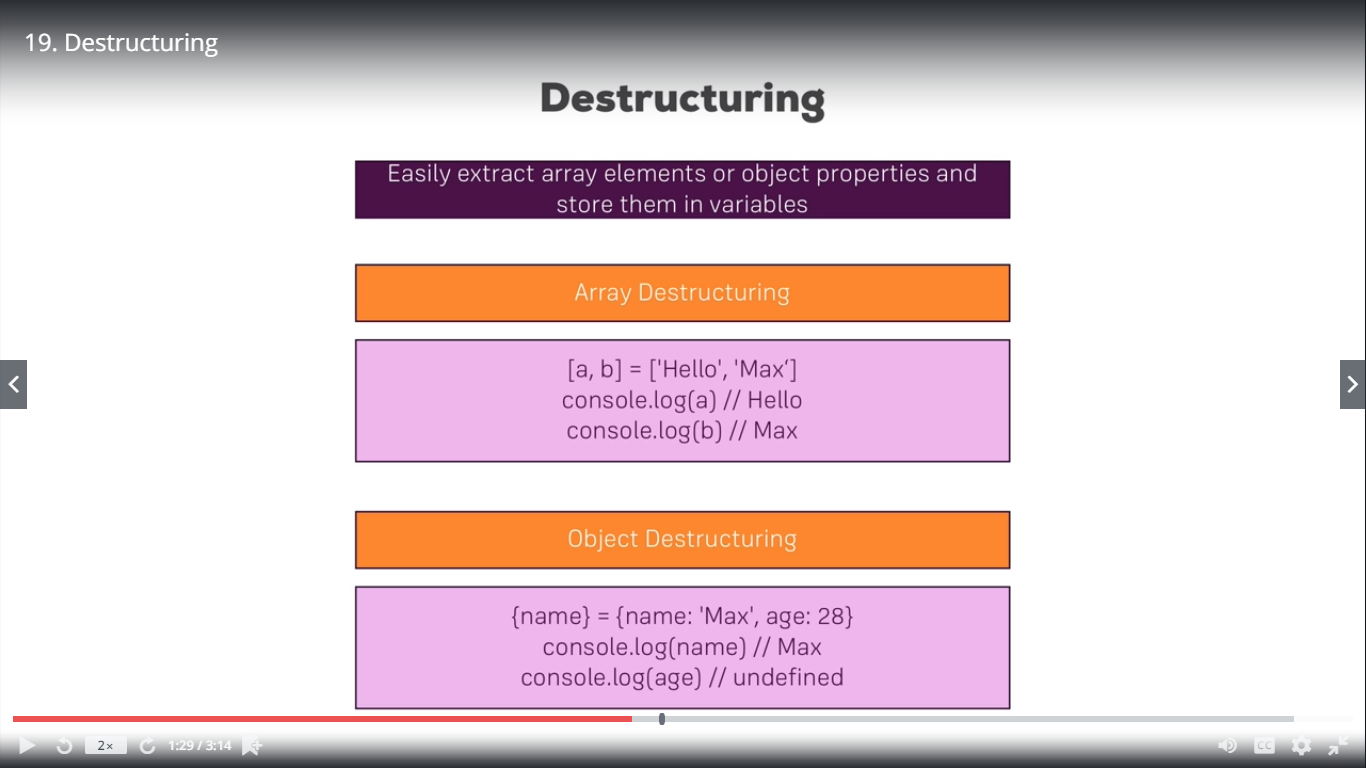 19. Destructuring
Destructuring
Easily extract array elements or object properties and
store them in variables
Array Destructuring
[a, b] = ['Hello', 'Max‘]
console.log(a) // Hello
console.log(b) // Max
Object Destructuring
{name} = {name: 'Max', age: 28}
console.log(name) // Max
console.log(age) // undefined
2×
1:29 / 3:14
CC